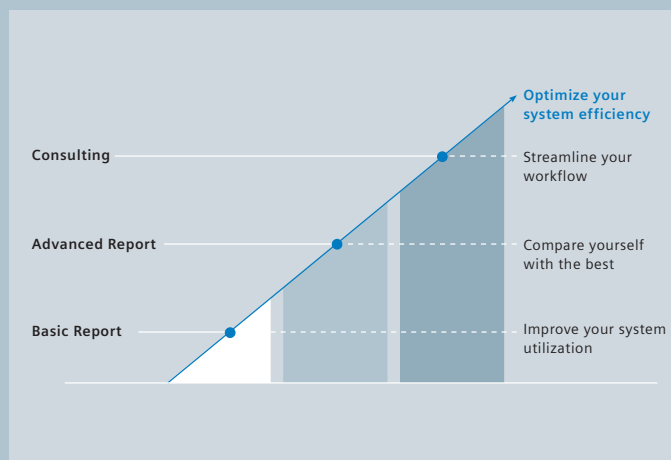 Optimize your
system efficiency
Consulting
Streamline your
workflow
Advanced Report
Compare yourself
with the best
Basic Report
Improve your system
utilization